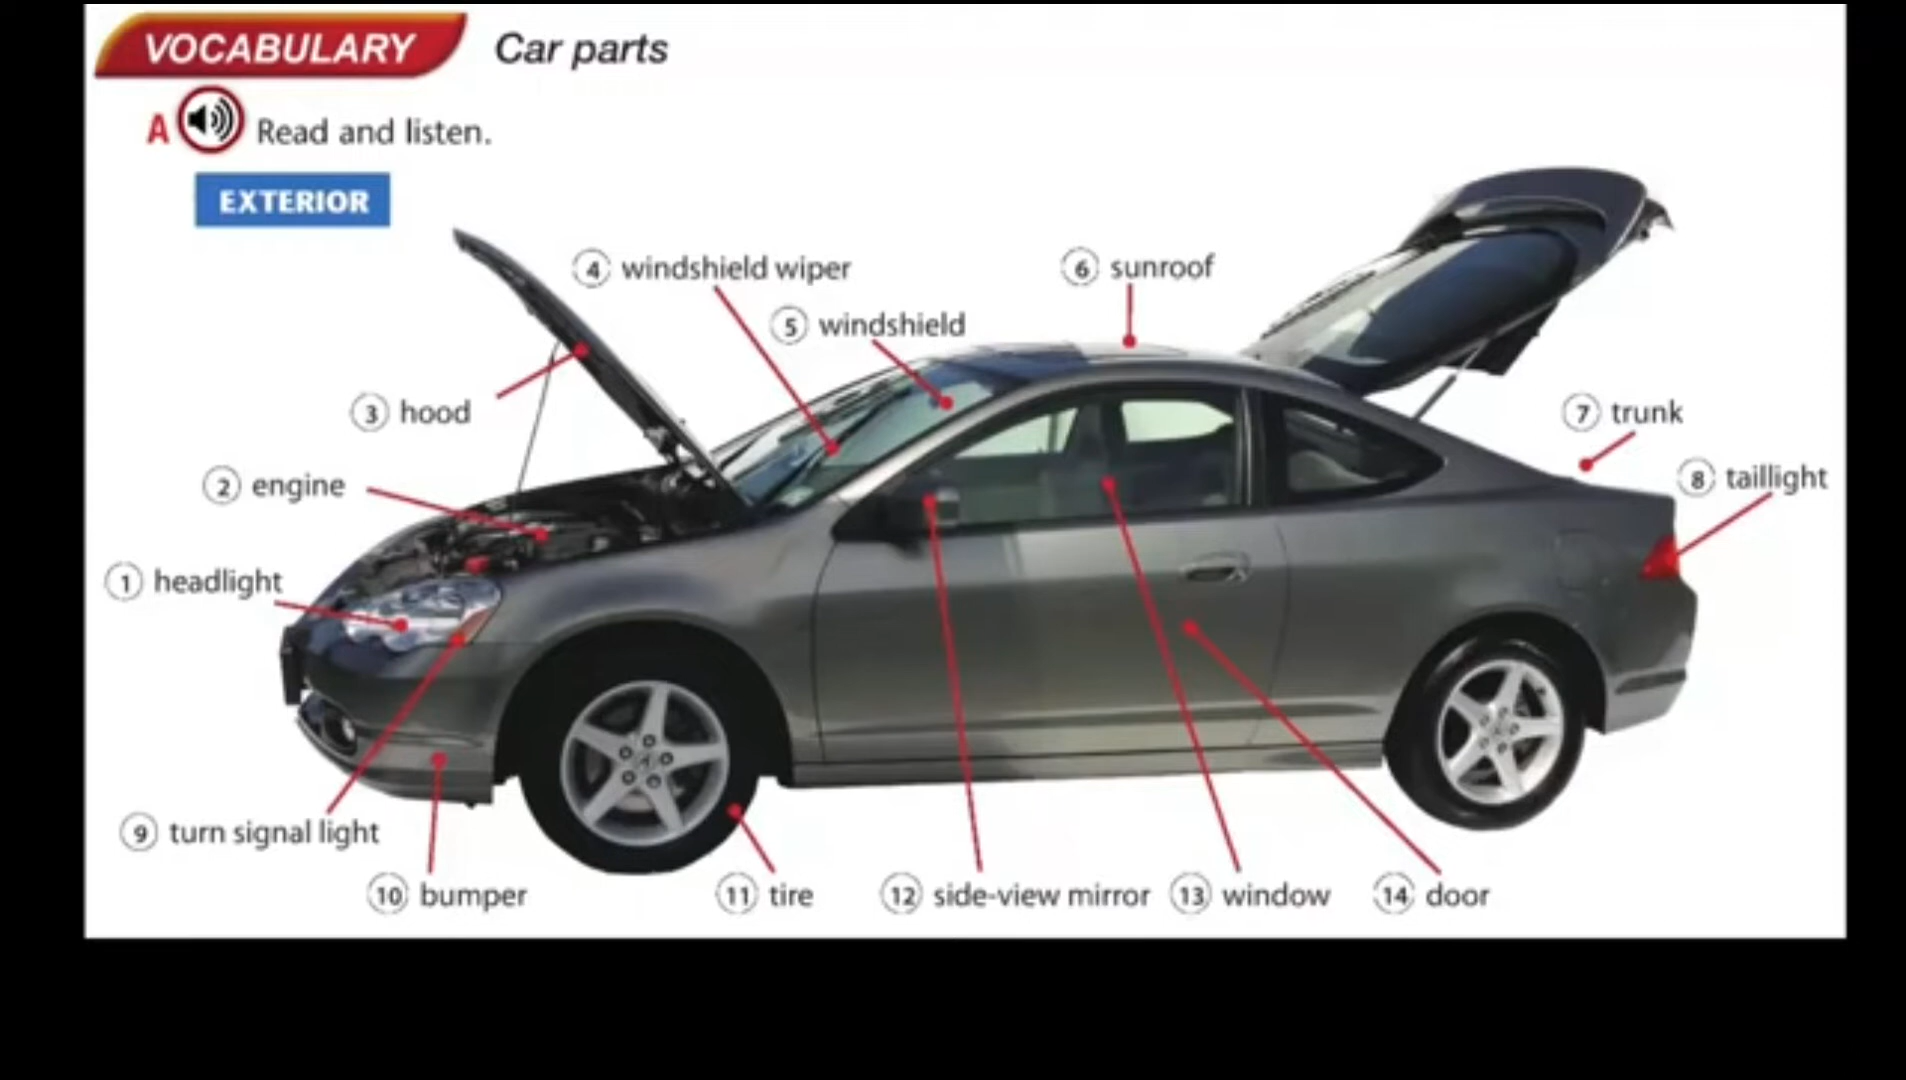 VOCABULARY Car parts
A Read and listen.
EXTERIOR
1 headlight
2 engine
3 hood
4 windshield wiper
5 windshield
6 sunroof
7 trunk
8 taillight
9 turn signal light
10 bumper
11 tire
12 side-view mirror
13 window
14 door